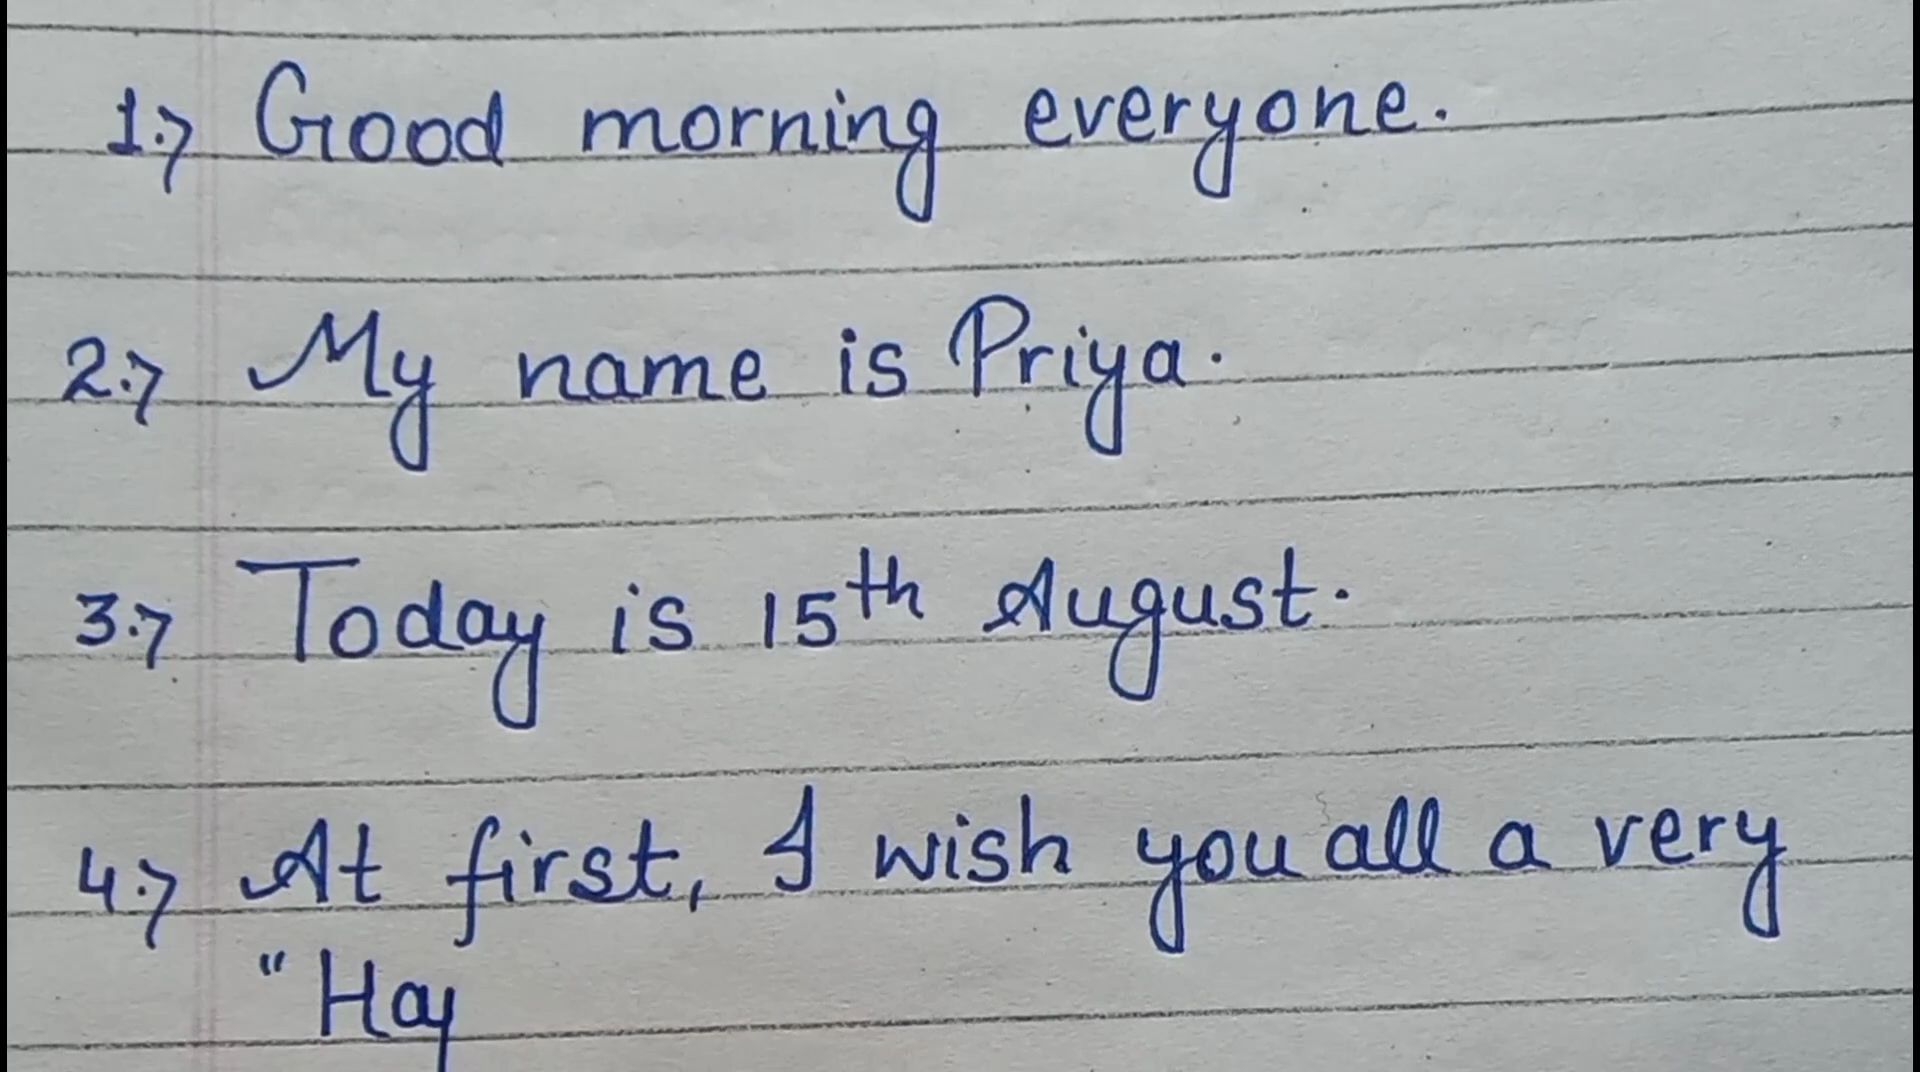 1.) Good morning everyone.
2.) My name is Priya.
3.) Today is 15th August.
4.) At first, I wish you all a very
"Hay